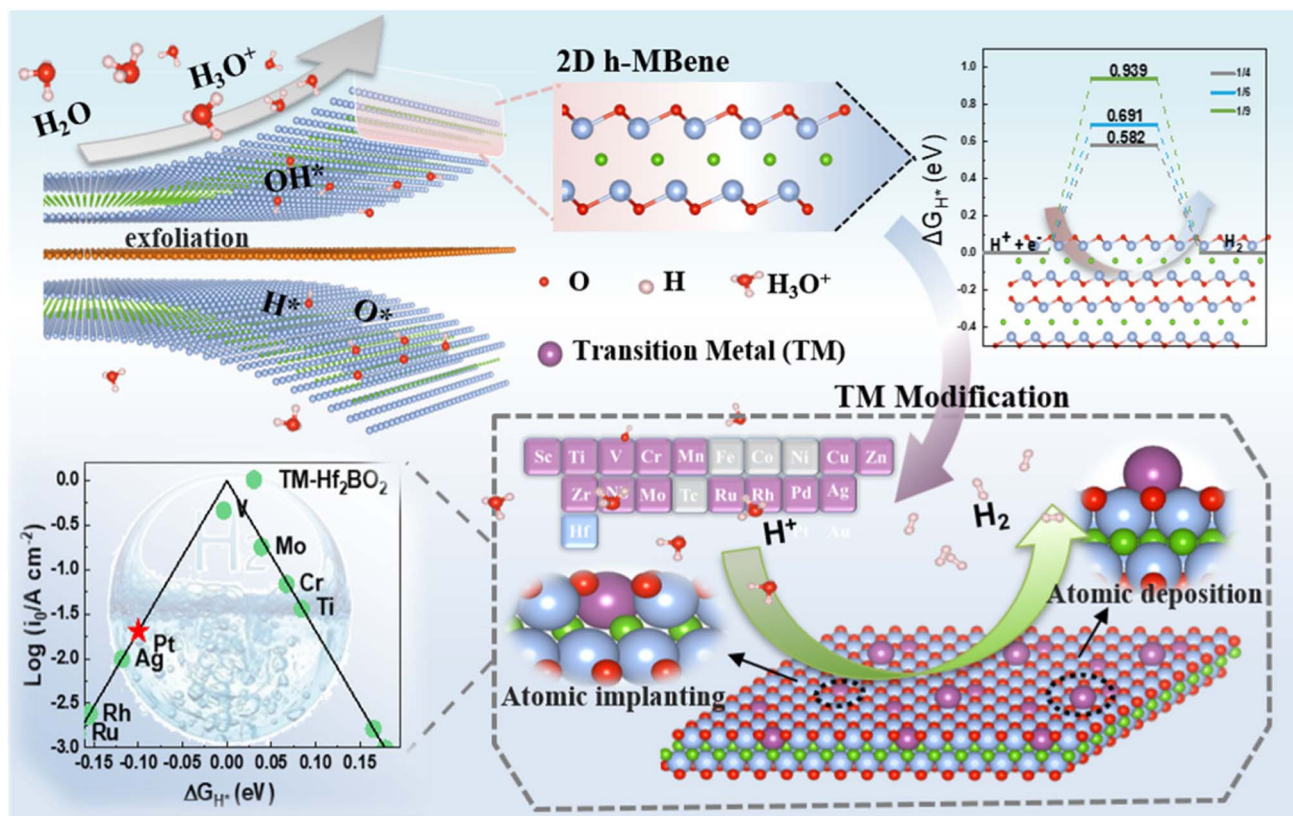 H₂O
H₃O⁺
OH*
exfoliation
H*
O*
2D h-MBene
O
H
H₃O⁺
Transition Metal (TM)
ΔG_H* (eV)
1.0
0.8
0.6
0.4
0.2
0.0
-0.2
-0.4
0.939
0.691
0.582
1/4
1/6
1/9
H⁺ + e⁻
H₂
TM Modification
Sc Ti V Cr Mn Fe Co Ni Cu Zn
Zr Mo Tc Ru Rh Pd Ag
Hf Pt Au
H⁺
H₂
Atomic implanting
Atomic deposition
Log (i₀/A cm⁻²)
0.0
-0.5
-1.0
-1.5
-2.0
-2.5
-3.0
TM-Hf₂BO₂
V
Mo
Cr
Ti
Pt
Ag
Rh
Ru
H₂
-0.15 -0.10 0.00 0.05 0.10 0.15
ΔG_H* (eV)